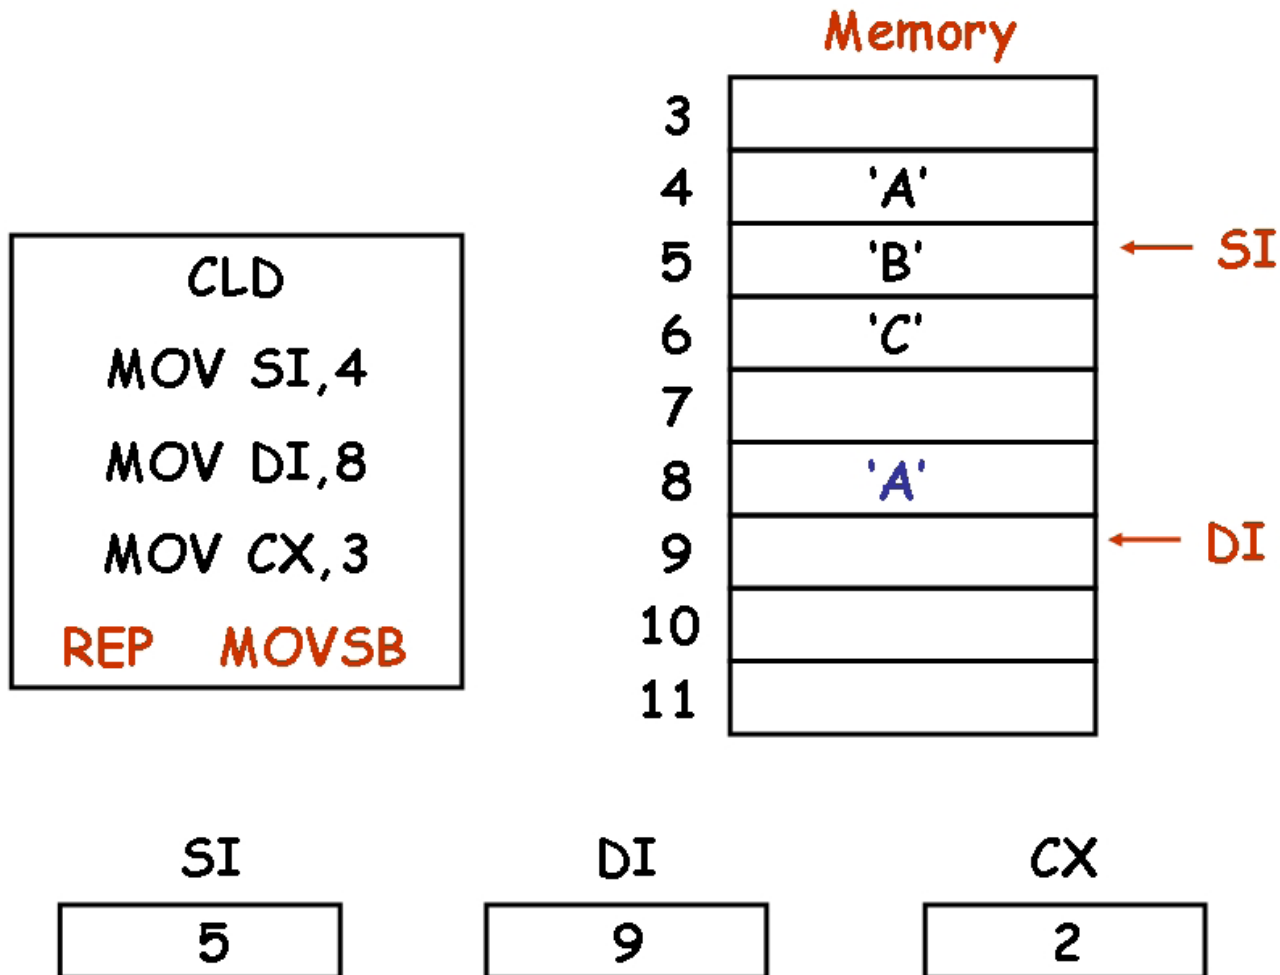 Memory
3
4 'A'
5 'B' ← SI
6 'C'
7
8 'A'
9 ← DI
10
11
CLD
MOV SI,4
MOV DI,8
MOV CX,3
REP MOVSB
SI DI CX
5 9 2